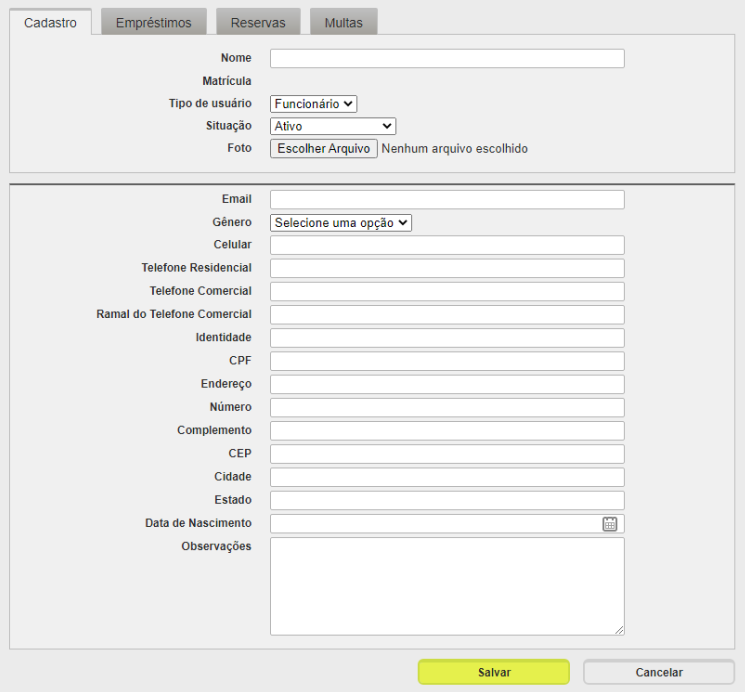 Cadastro Empréstimos Reservas Multas
Nome
Matrícula
Tipo de usuário Funcionário
Situação Ativo
Foto Escolher Arquivo Nenhum arquivo escolhido
Email
Gênero Selecione uma opção
Celular
Telefone Residencial
Telefone Comercial
Ramal do Telefone Comercial
Identidade
CPF
Endereço
Número
Complemento
CEP
Cidade
Estado
Data de Nascimento
Observações
Salvar Cancelar